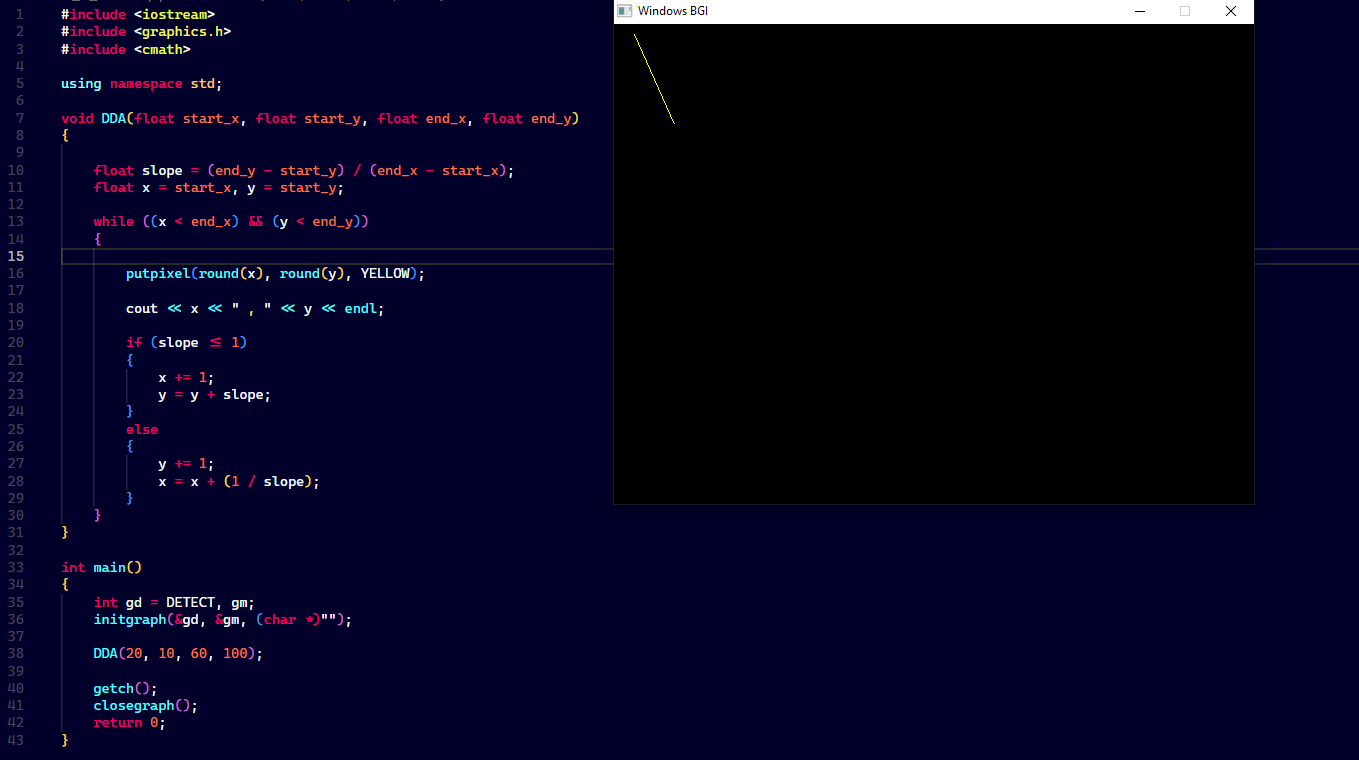 1 #include <iostream>
2 #include <graphics.h>
3 #include <cmath>
4
5 using namespace std;
6
7 void DDA(float start_x, float start_y, float end_x, float end_y)
8 {
9
10 float slope = (end_y - start_y) / (end_x - start_x);
11 float x = start_x, y = start_y;
12
13 while ((x < end_x) && (y < end_y))
14 {
15
16 putpixel(round(x), round(y), YELLOW);
17
18 cout << x << " , " << y << endl;
19
20 if (slope ≤ 1)
21 {
22 x += 1;
23 y = y + slope;
24 }
25 else
26 {
27 y += 1;
28 x = x + (1 / slope);
29 }
30 }
31 }
32
33 int main()
34 {
35 int gd = DETECT, gm;
36 initgraph(&gd, &gm, (char *)"");
37
38 DDA(20, 10, 60, 100);
39
40 getch();
41 closegraph();
42 return 0;
43 }
Windows BGI